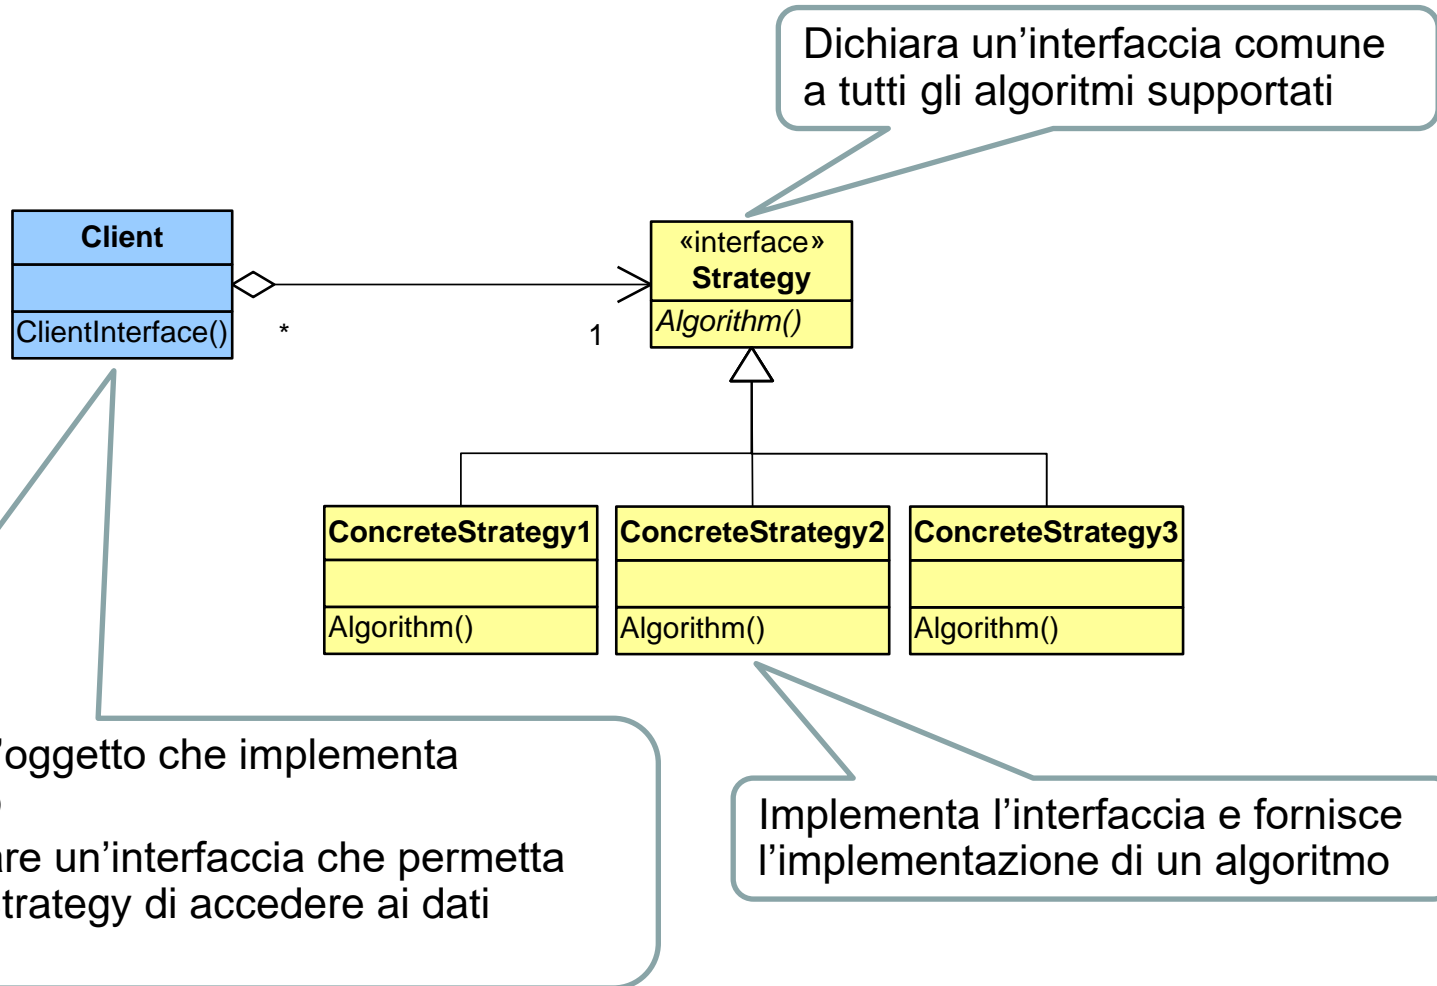 Dichiara un’interfaccia comune
a tutti gli algoritmi supportati
Client
ClientInterface()
*
1
«interface»
Strategy
Algorithm()
ConcreteStrategy1
Algorithm()
ConcreteStrategy2
Algorithm()
ConcreteStrategy3
Algorithm()
’oggetto che implementa
are un’interfaccia che permetta
trategy di accedere ai dati
Implementa l’interfaccia e fornisce
l’implementazione di un algoritmo